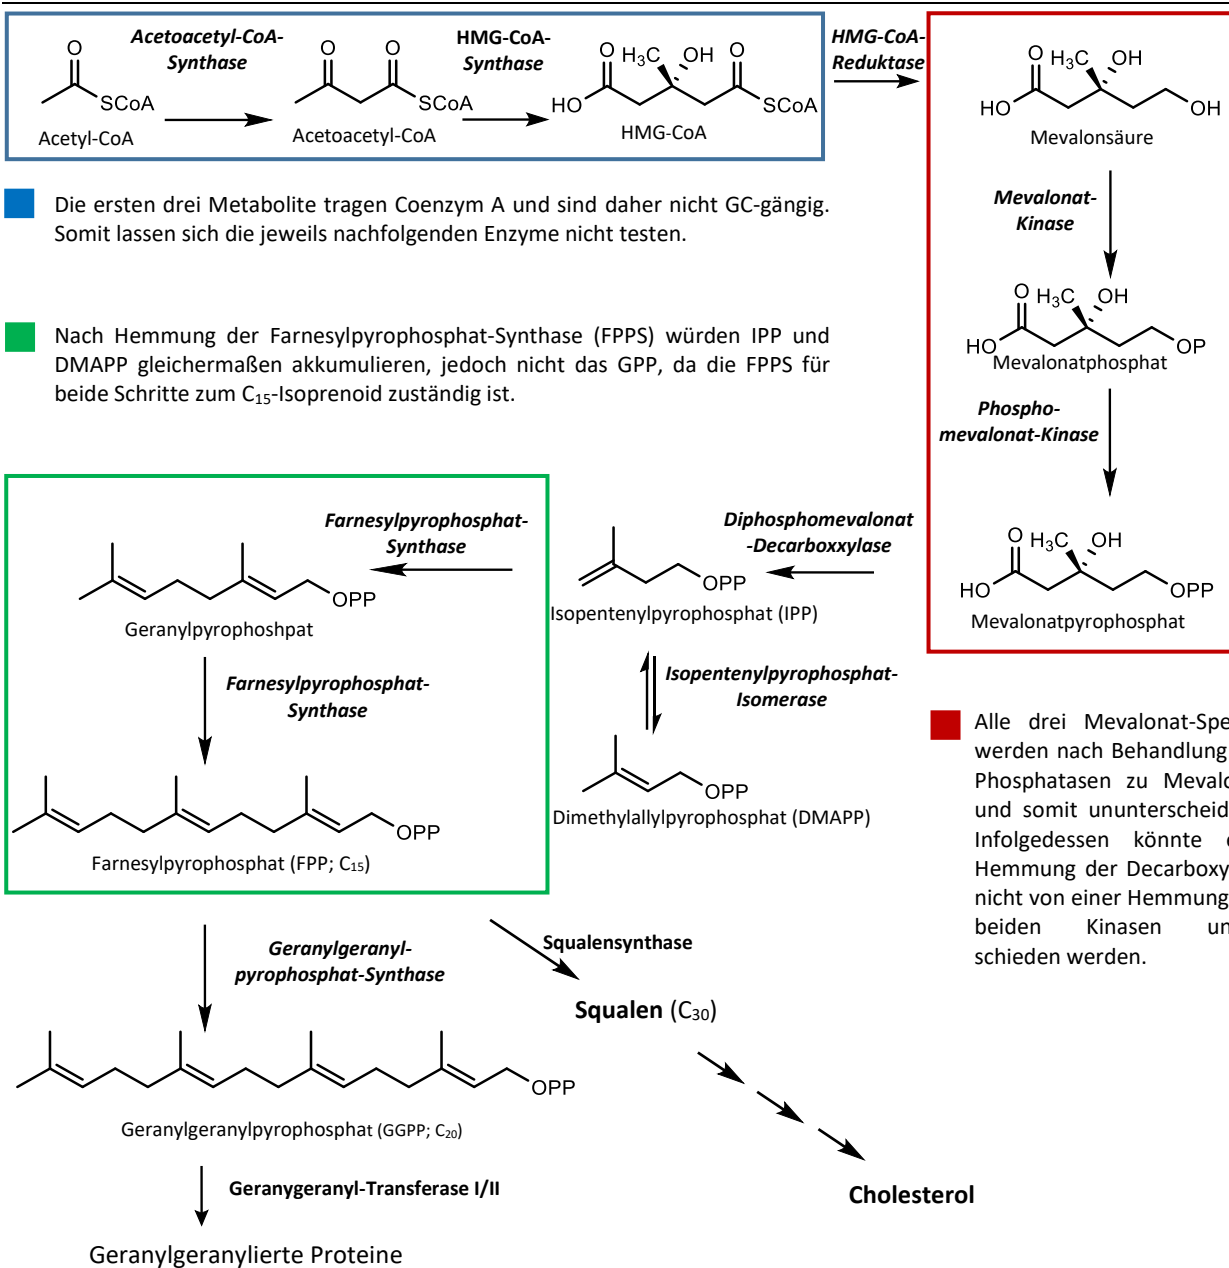 Acetoacetyl-CoA-
Synthase
HMG-CoA-
Synthase
HMG-CoA-
Reduktase
O
SCoA
Acetyl-CoA
O O
SCoA
Acetoacetyl-CoA
O H₃C OH O
HO SCoA
HMG-CoA
O H₃C OH
HO OH
Mevalonsäure
Die ersten drei Metabolite tragen Coenzym A und sind daher nicht GC-gängig.
Somit lassen sich die jeweils nachfolgenden Enzyme nicht testen.
Mevalonat-
Kinase
O H₃C OH
HO OP
Mevalonatphosphat
Nach Hemmung der Farnesylpyrophosphat-Synthase (FPPS) würden IPP und
DMAPP gleichermaßen akkumulieren, jedoch nicht das GPP, da die FPPS für
beide Schritte zum C₁₅-Isoprenoid zuständig ist.
Phospho-
mevalonat-Kinase
O H₃C OH
HO OPP
Mevalonatpyrophosphat
Diphosphomevalonat
-Decarboxxylase
OPP
Isopentenylpyrophosphat (IPP)
Isopentenylpyrophosphat-
Isomerase
OPP
Dimethylallylpyrophosphat (DMAPP)
Farnesylpyrophosphat-
Synthase
OPP
Geranylpyrophoshpat
Farnesylpyrophosphat-
Synthase
OPP
Farnesylpyrophosphat (FPP; C₁₅)
Alle drei Mevalonat-Spe
werden nach Behandlung
Phosphatasen zu Mevalo
und somit ununterscheid
Infolgedessen könnte
Hemmung der Decarboxy
nicht von einer Hemmung
beiden Kinasen un
schieden werden.
Geranylgeranyl-
pyrophosphat-Synthase
Squalensynthase
Squalen (C₃₀)
OPP
Geranylgeranylpyrophosphat (GGPP; C₂₀)
Geranygeranyl-Transferase I/II
Cholesterol
Geranylgeranylierte Proteine